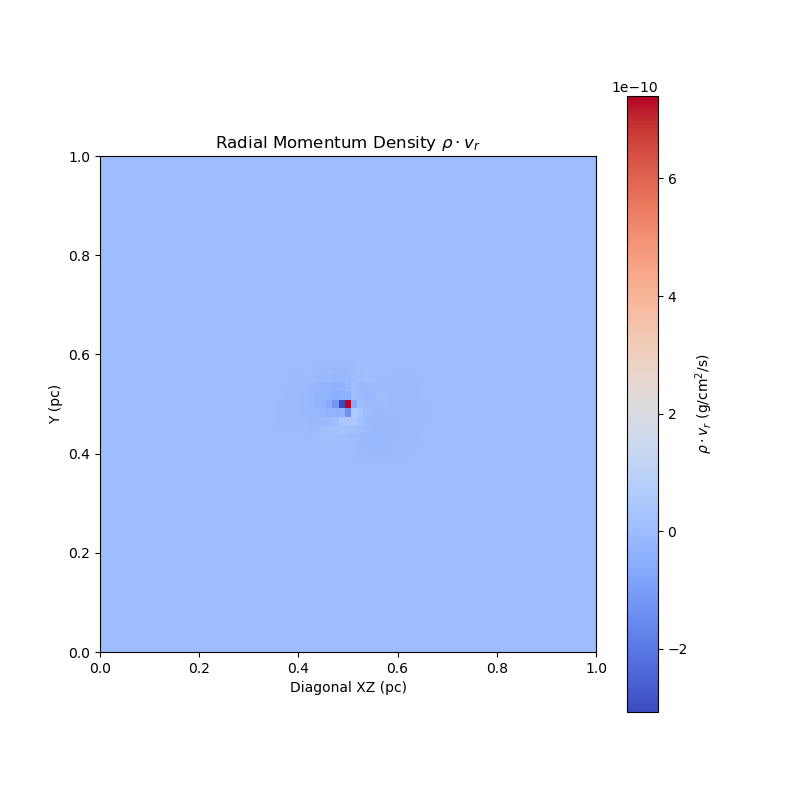 1e−10
Radial Momentum Density ρ · v_r
1.0
0.8
0.6
0.4
0.2
0.0
Y (pc)
0.0 0.2 0.4 0.6 0.8 1.0
Diagonal XZ (pc)
6
4
2
0
−2
ρ · v_r (g/cm²/s)